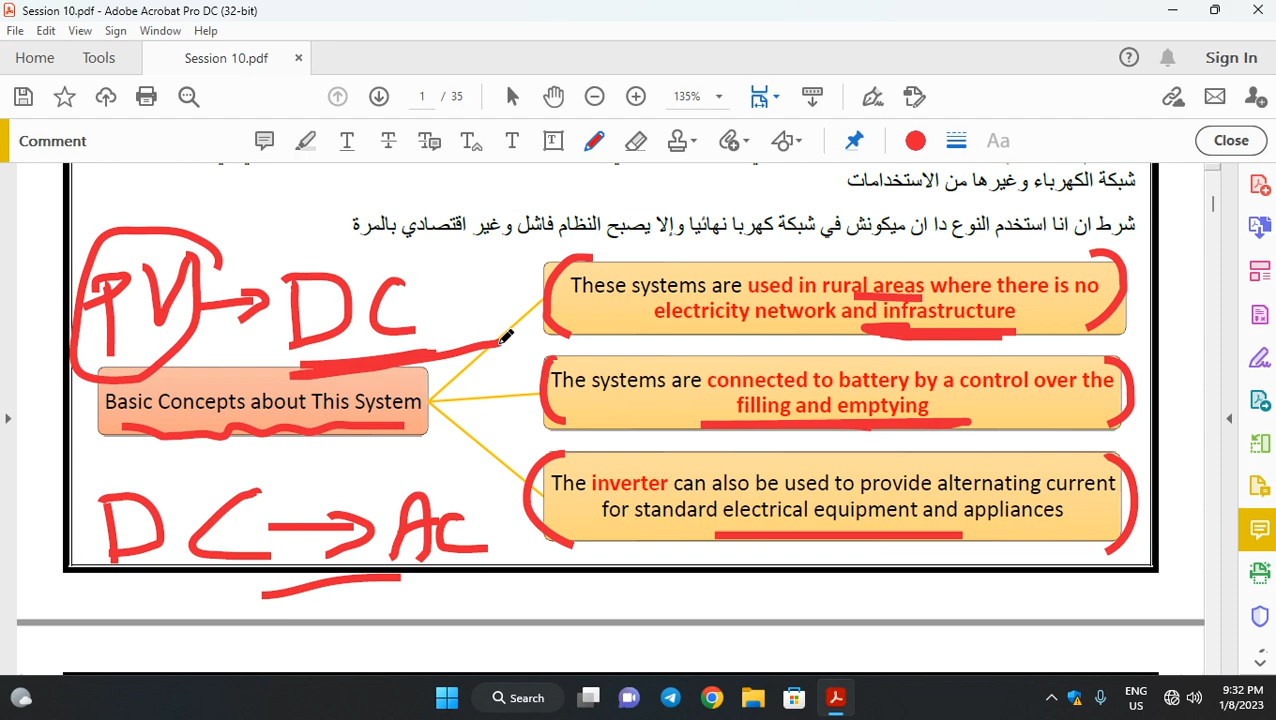 Session 10.pdf - Adobe Acrobat Pro DC (32-bit)
File Edit View Sign Window Help
Home Tools Session 10.pdf × Sign In
1 / 35 135%
Comment Close
شبكة الكهرباء وغيرها من الاستخدامات
شرط ان انا استخدم النوع دا ان ميكونش في شبكة كهربا نهائيا وإلا يصبح النظام فاشل وغير اقتصادي بالمرة
PV → DC
These systems are used in rural areas where there is no
electricity network and infrastructure
Basic Concepts about This System
The systems are connected to battery by a control over the
filling and emptying
DC → AC
The inverter can also be used to provide alternating current
for standard electrical equipment and appliances
Search
ENG
US
9:32 PM
1/8/2023